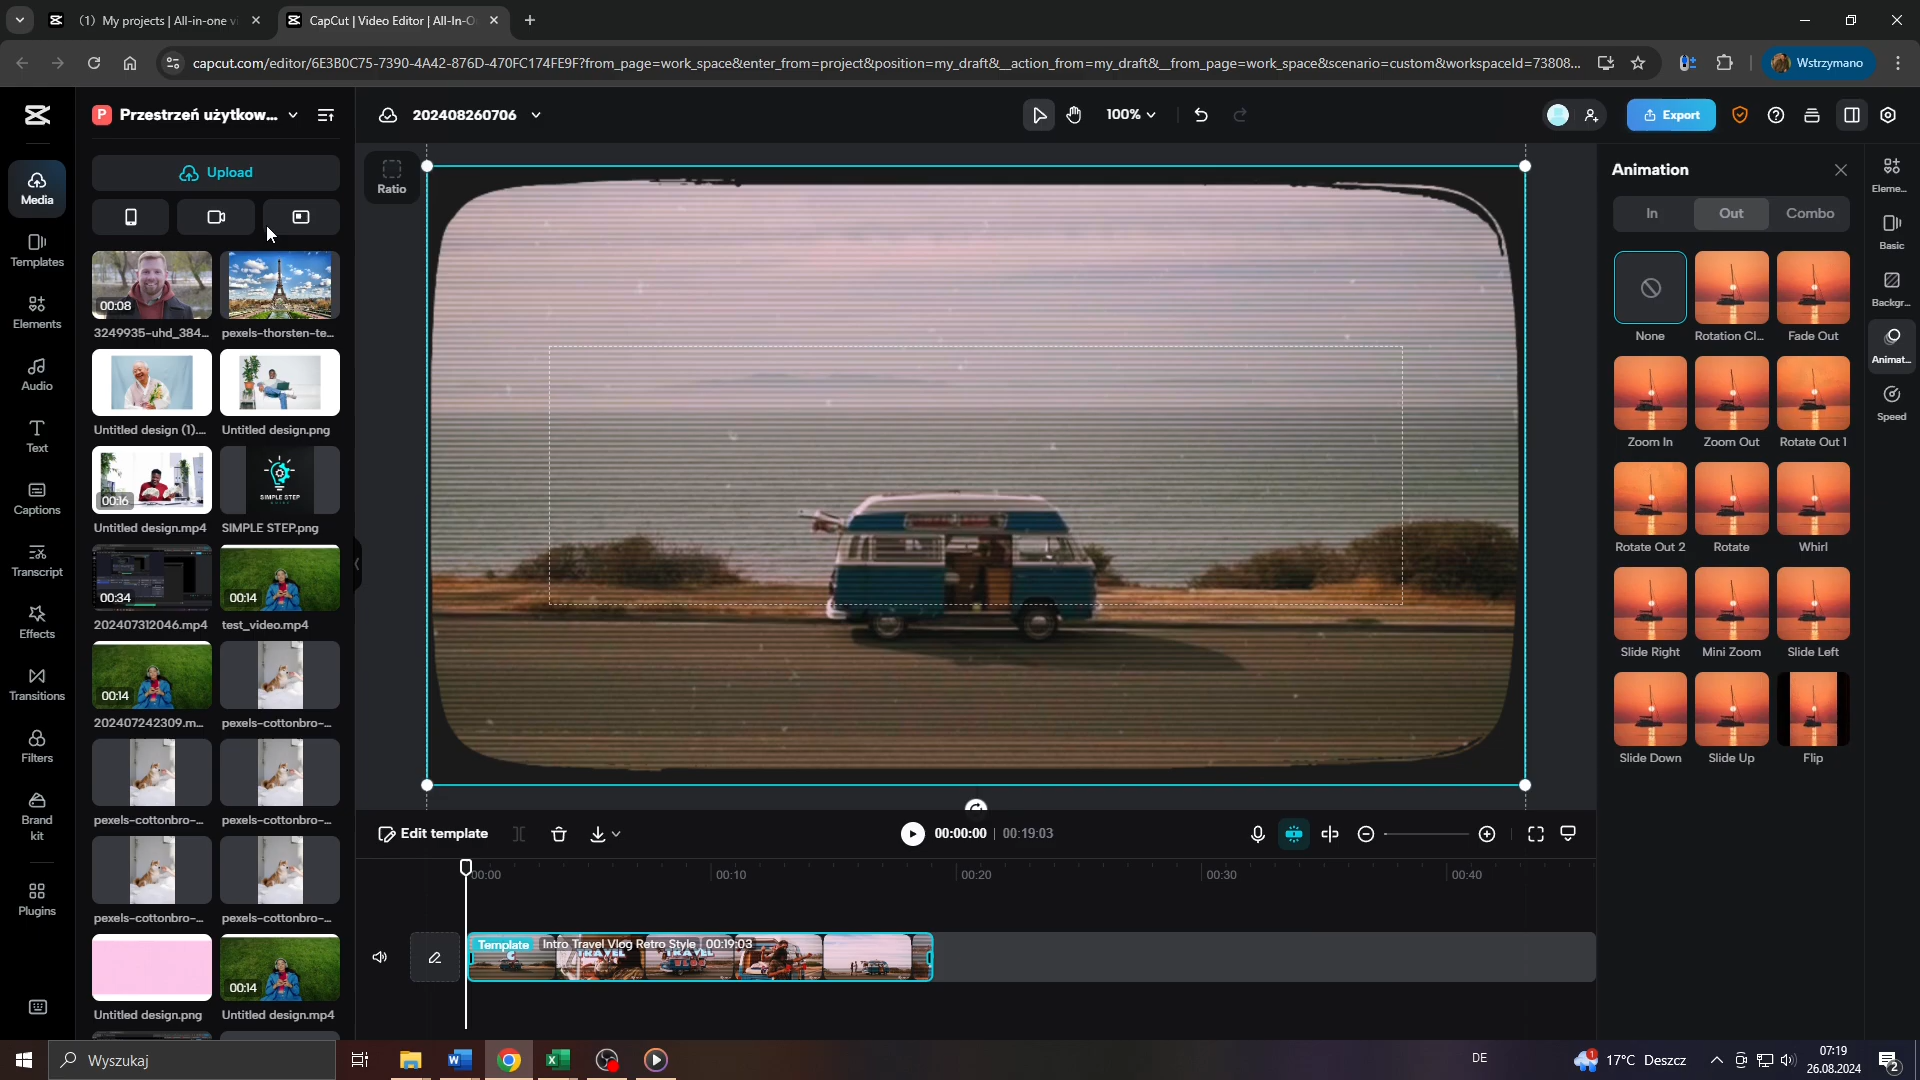 (1) My projects | All-in-one v
CapCut | Video Editor | All-In-O
capcut.com/editor/6E3B0C75-7390-4A42-876D-470FC174FE9F?from_page=work_space&enter_from=project&position=my_draft&__action_from=my_draft&__from_page=work_space&scenario=custom&workspaceId=73808...
Wstrzymano
P Przestrzeń użytkow...
202408260706
100%
Export
Upload
Ratio
Media
Templates
Elements
Audio
Text
Captions
Transcript
Effects
Transitions
Filters
Brand
kit
Plugins
00:08
3249935-uhd_384...
pexels-thorsten-te...
Untitled design (1)....
Untitled design.png
00:16
SIMPLE STEP
Untitled design.mp4
SIMPLE STEP.png
00:34
00:14
202407312046.mp4
test_video.mp4
00:14
202407242309.m...
pexels-cottonbro-...
pexels-cottonbro-...
pexels-cottonbro-...
pexels-cottonbro-...
pexels-cottonbro-...
00:14
Untitled design.png
Untitled design.mp4
Animation
In
Out
Combo
None
Rotation Cl...
Fade Out
Zoom In
Zoom Out
Rotate Out 1
Rotate Out 2
Rotate
Whirl
Slide Right
Mini Zoom
Slide Left
Slide Down
Slide Up
Flip
Eleme...
Basic
Backgr...
Animat...
Speed
Edit template
00:00:00 | 00:19:03
00:00
00:10
00:20
00:30
00:40
Template Intro Travel Vlog Retro Style 00:19:03
TRAVEL
TRAVEL
Wyszukaj
DE
1
17°C Deszcz
07:19
26.08.2024
2